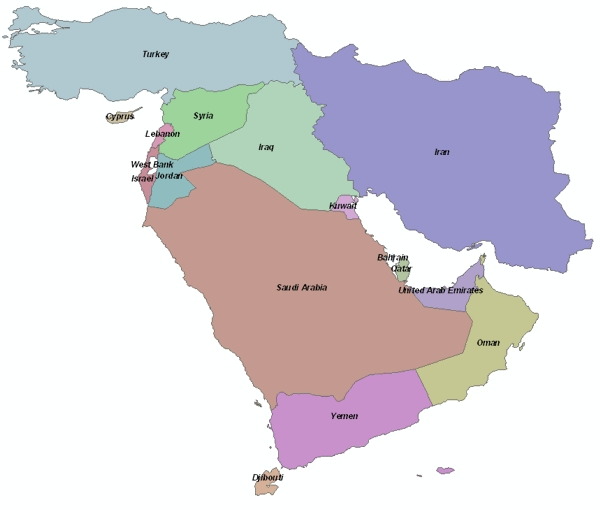 Turkey
Cyprus
Syria
Lebanon
Iraq
Iran
West Bank
Israel
Jordan
Kuwait
Bahrain
Qatar
Saudi Arabia
United Arab Emirates
Oman
Yemen
Djibouti